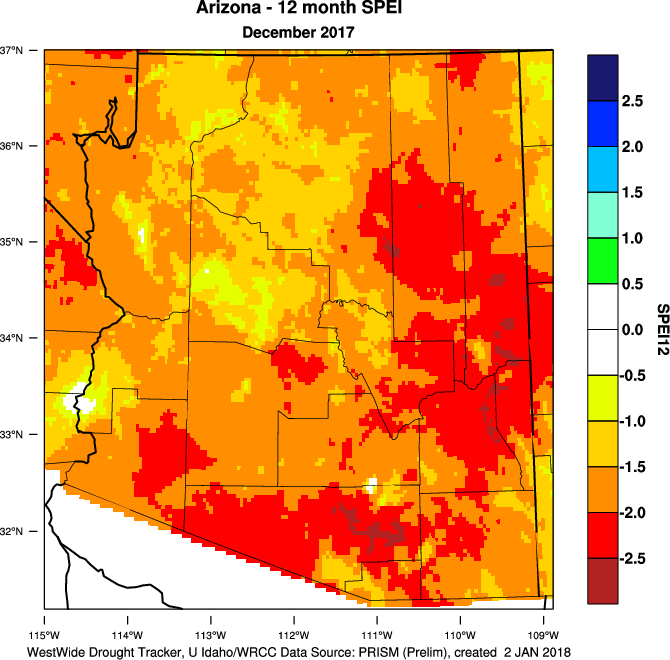 Arizona - 12 month SPEI
December 2017
37°N
36°N
35°N
34°N
33°N
32°N
115°W 114°W 113°W 112°W 111°W 110°W 109°W
2.5
2.0
1.5
1.0
0.5
0.0
-0.5
-1.0
-1.5
-2.0
-2.5
SPEI12
WestWide Drought Tracker, U Idaho/WRCC Data Source: PRISM (Prelim), created 2 JAN 2018